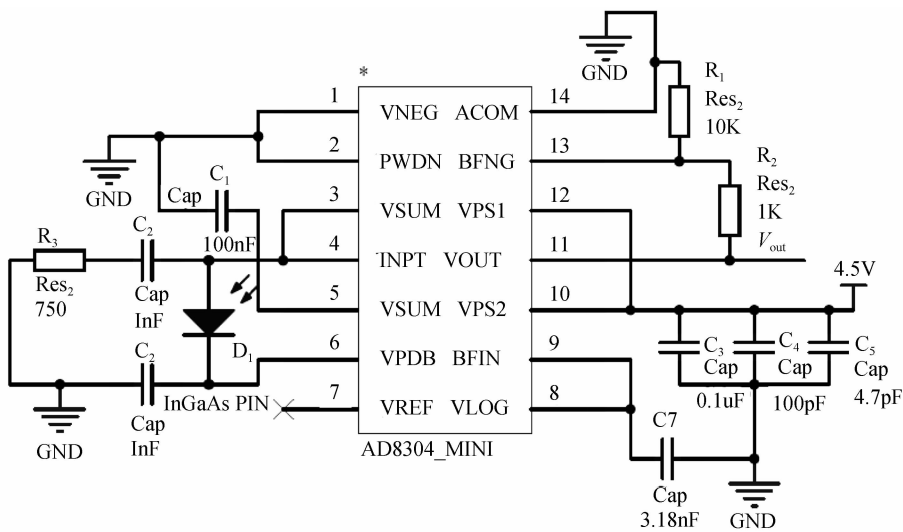 GND
R1
Res2
10K
*
1
VNEG
ACOM
14
2
PWDN
BFNG
13
R2
Res2
1K
Vout
GND
C1
Cap
100nF
3
VSUM
VPS1
12
R3
Res2
750
C2
Cap
InF
4
INPT
VOUT
11
5
VSUM
VPS2
10
4.5V
D1
6
VPDB
BFIN
9
C3
Cap
0.1uF
C4
Cap
100pF
C5
Cap
4.7pF
C2
Cap
InF
InGaAs PIN
7
VREF
VLOG
8
GND
AD8304_MINI
C7
Cap
3.18nF
GND